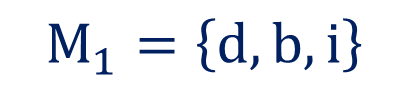 M₁ = {d, b, i}